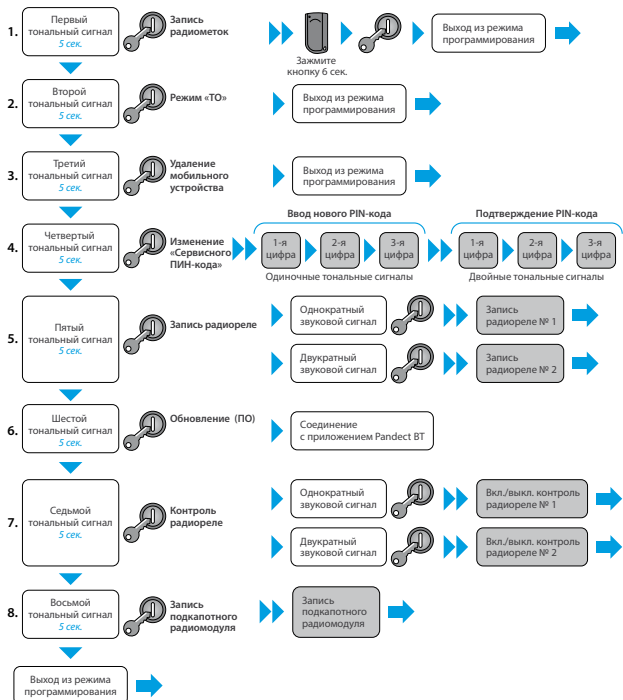 1.
Первый
тональный сигнал
5 сек.
Запись
радиометок
Зажмите
кнопку 6 сек.
Выход из режима
программирования
2.
Второй
тональный сигнал
5 сек.
Режим «ТО»
Выход из режима
программирования
3.
Третий
тональный сигнал
5 сек.
Удаление
мобильного
устройства
Выход из режима
программирования
4.
Четвертый
тональный сигнал
5 сек.
Изменение
«Сервисного
ПИН-кода»
Ввод нового PIN-кода
1-я
цифра
2-я
цифра
3-я
цифра
Одиночные тональные сигналы
Подтверждение PIN-кода
1-я
цифра
2-я
цифра
3-я
цифра
Двойные тональные сигналы
5.
Пятый
тональный сигнал
5 сек.
Запись радиореле
Однократный
звуковой сигнал
Запись
радиореле № 1
Двукратный
звуковой сигнал
Запись
радиореле № 2
6.
Шестой
тональный сигнал
5 сек.
Обновление (ПО)
Соединение
с приложением Pandect BT
7.
Седьмой
тональный сигнал
5 сек.
Контроль
радиореле
Однократный
звуковой сигнал
Вкл./выкл. контроль
радиореле № 1
Двукратный
звуковой сигнал
Вкл./выкл. контроль
радиореле № 2
8.
Восьмой
тональный сигнал
5 сек.
Запись
подкапотного
радиомодуля
Запись
подкапотного
радиомодуля
Выход из режима
программирования